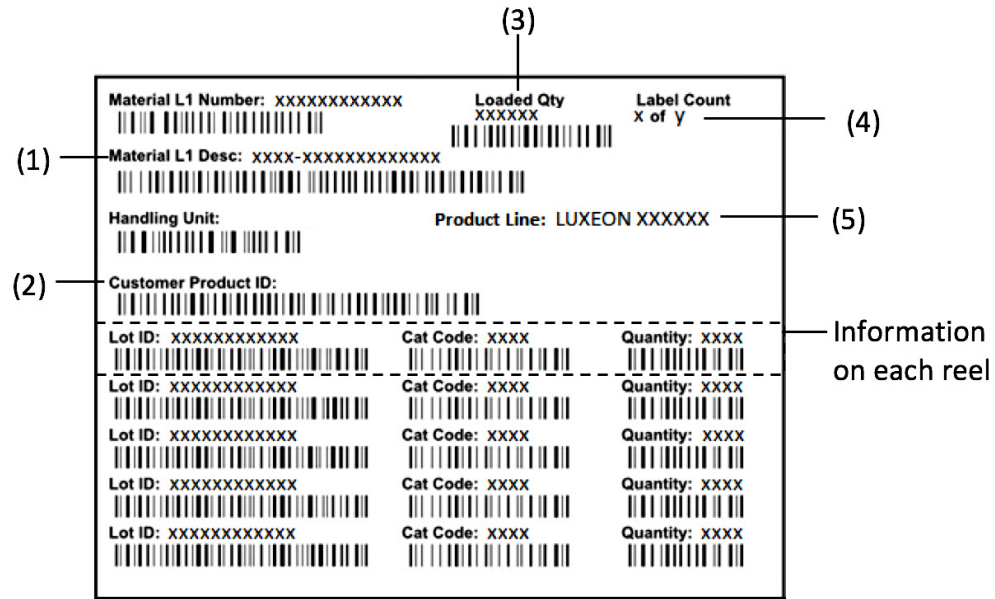 (3)
Material L1 Number: XXXXXXXXXXXX Loaded Qty Label Count
XXXXXX x of y (4)
(1) Material L1 Desc: XXXX-XXXXXXXXXXXXX
Handling Unit: Product Line: LUXEON XXXXXX (5)
(2) Customer Product ID:
Lot ID: XXXXXXXXXXXX Cat Code: XXXX Quantity: XXXX Information
on each reel
Lot ID: XXXXXXXXXXXX Cat Code: XXXX Quantity: XXXX
Lot ID: XXXXXXXXXXXX Cat Code: XXXX Quantity: XXXX
Lot ID: XXXXXXXXXXXX Cat Code: XXXX Quantity: XXXX
Lot ID: XXXXXXXXXXXX Cat Code: XXXX Quantity: XXXX